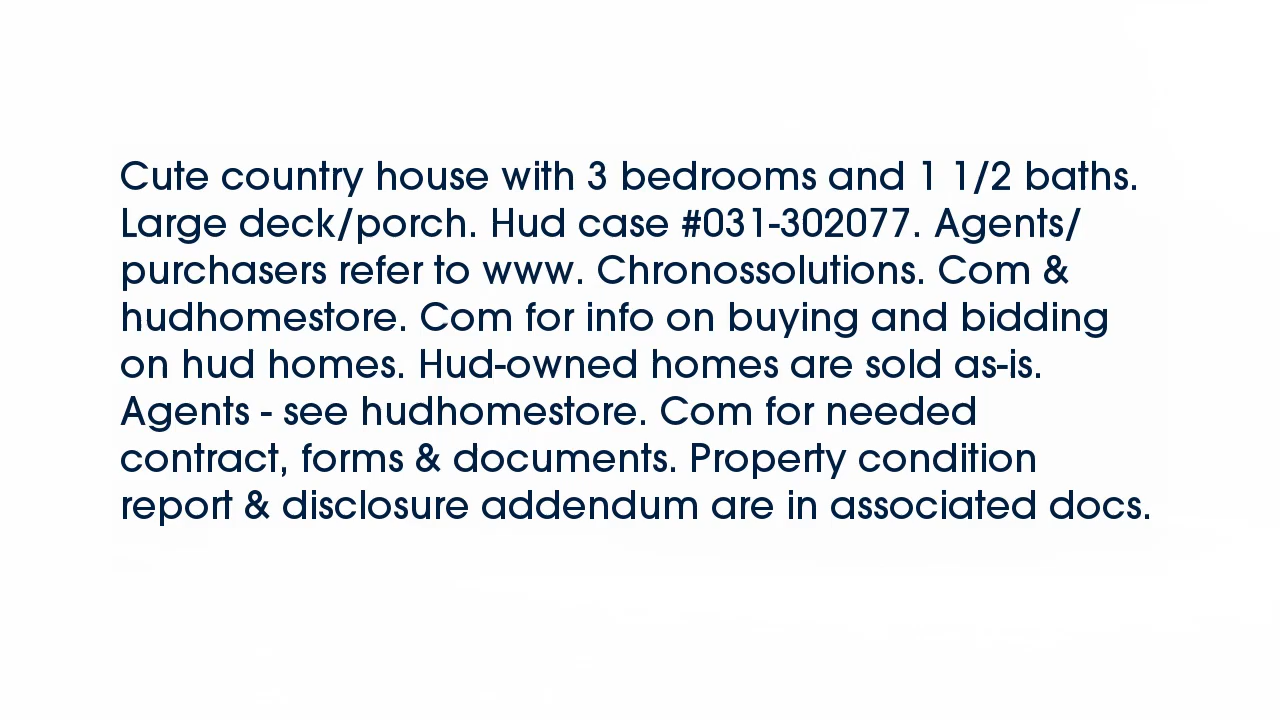 Cute country house with 3 bedrooms and 1 1/2 baths.
Large deck/porch. Hud case #031-302077. Agents/
purchasers refer to www. Chronossolutions. Com &
hudhomestore. Com for info on buying and bidding
on hud homes. Hud-owned homes are sold as-is.
Agents - see hudhomestore. Com for needed
contract, forms & documents. Property condition
report & disclosure addendum are in associated docs.